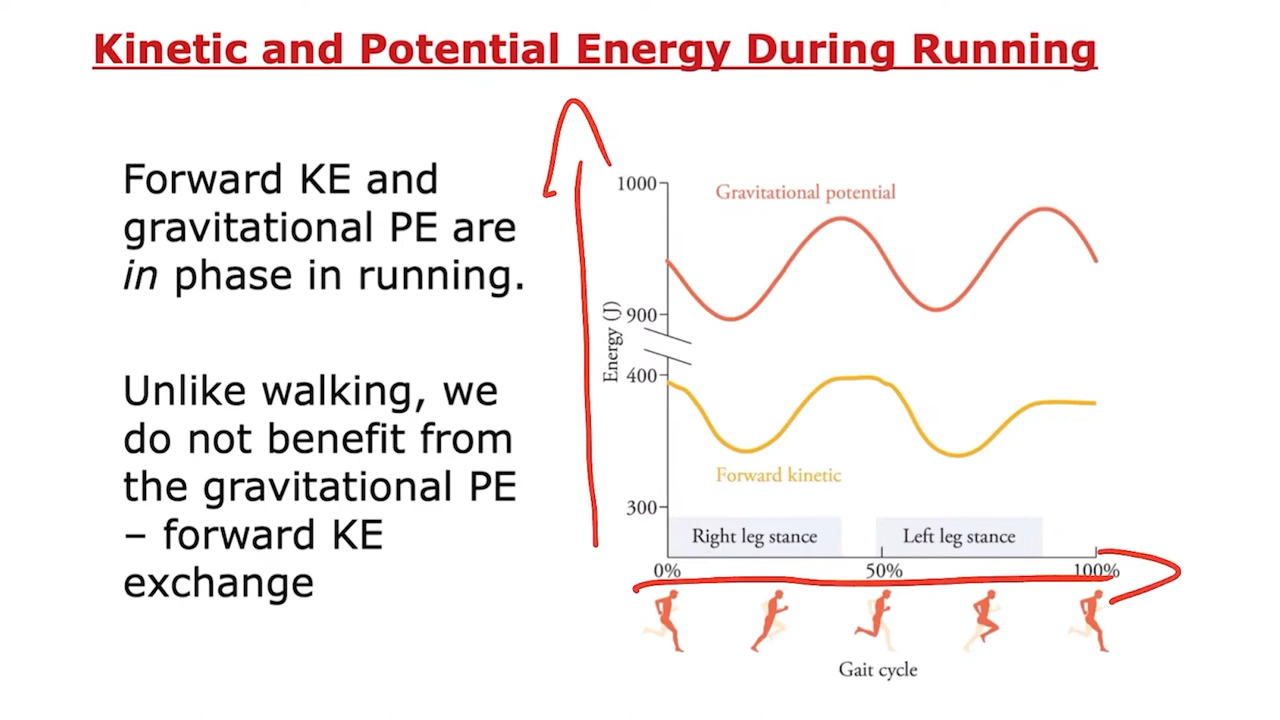 Kinetic and Potential Energy During Running
Forward KE and
gravitational PE are
in phase in running.
Unlike walking, we
do not benefit from
the gravitational PE
– forward KE
exchange
1000
Gravitational potential
900
Energy (J)
400
Forward kinetic
300
Right leg stance
Left leg stance
0%
50%
100%
Gait cycle